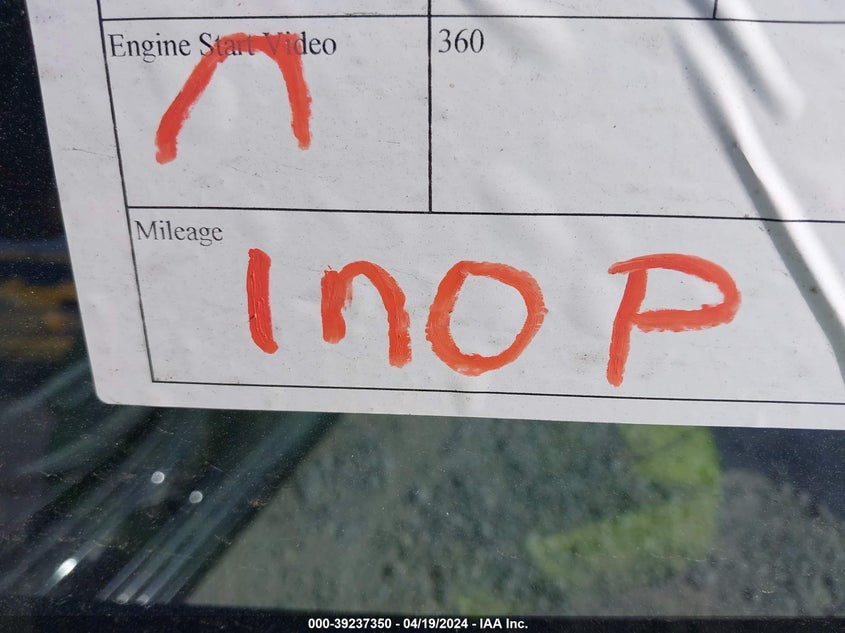 Engine Start Video
360
n
Mileage
InOP
000-39237350 - 04/19/2024 - IAA Inc.